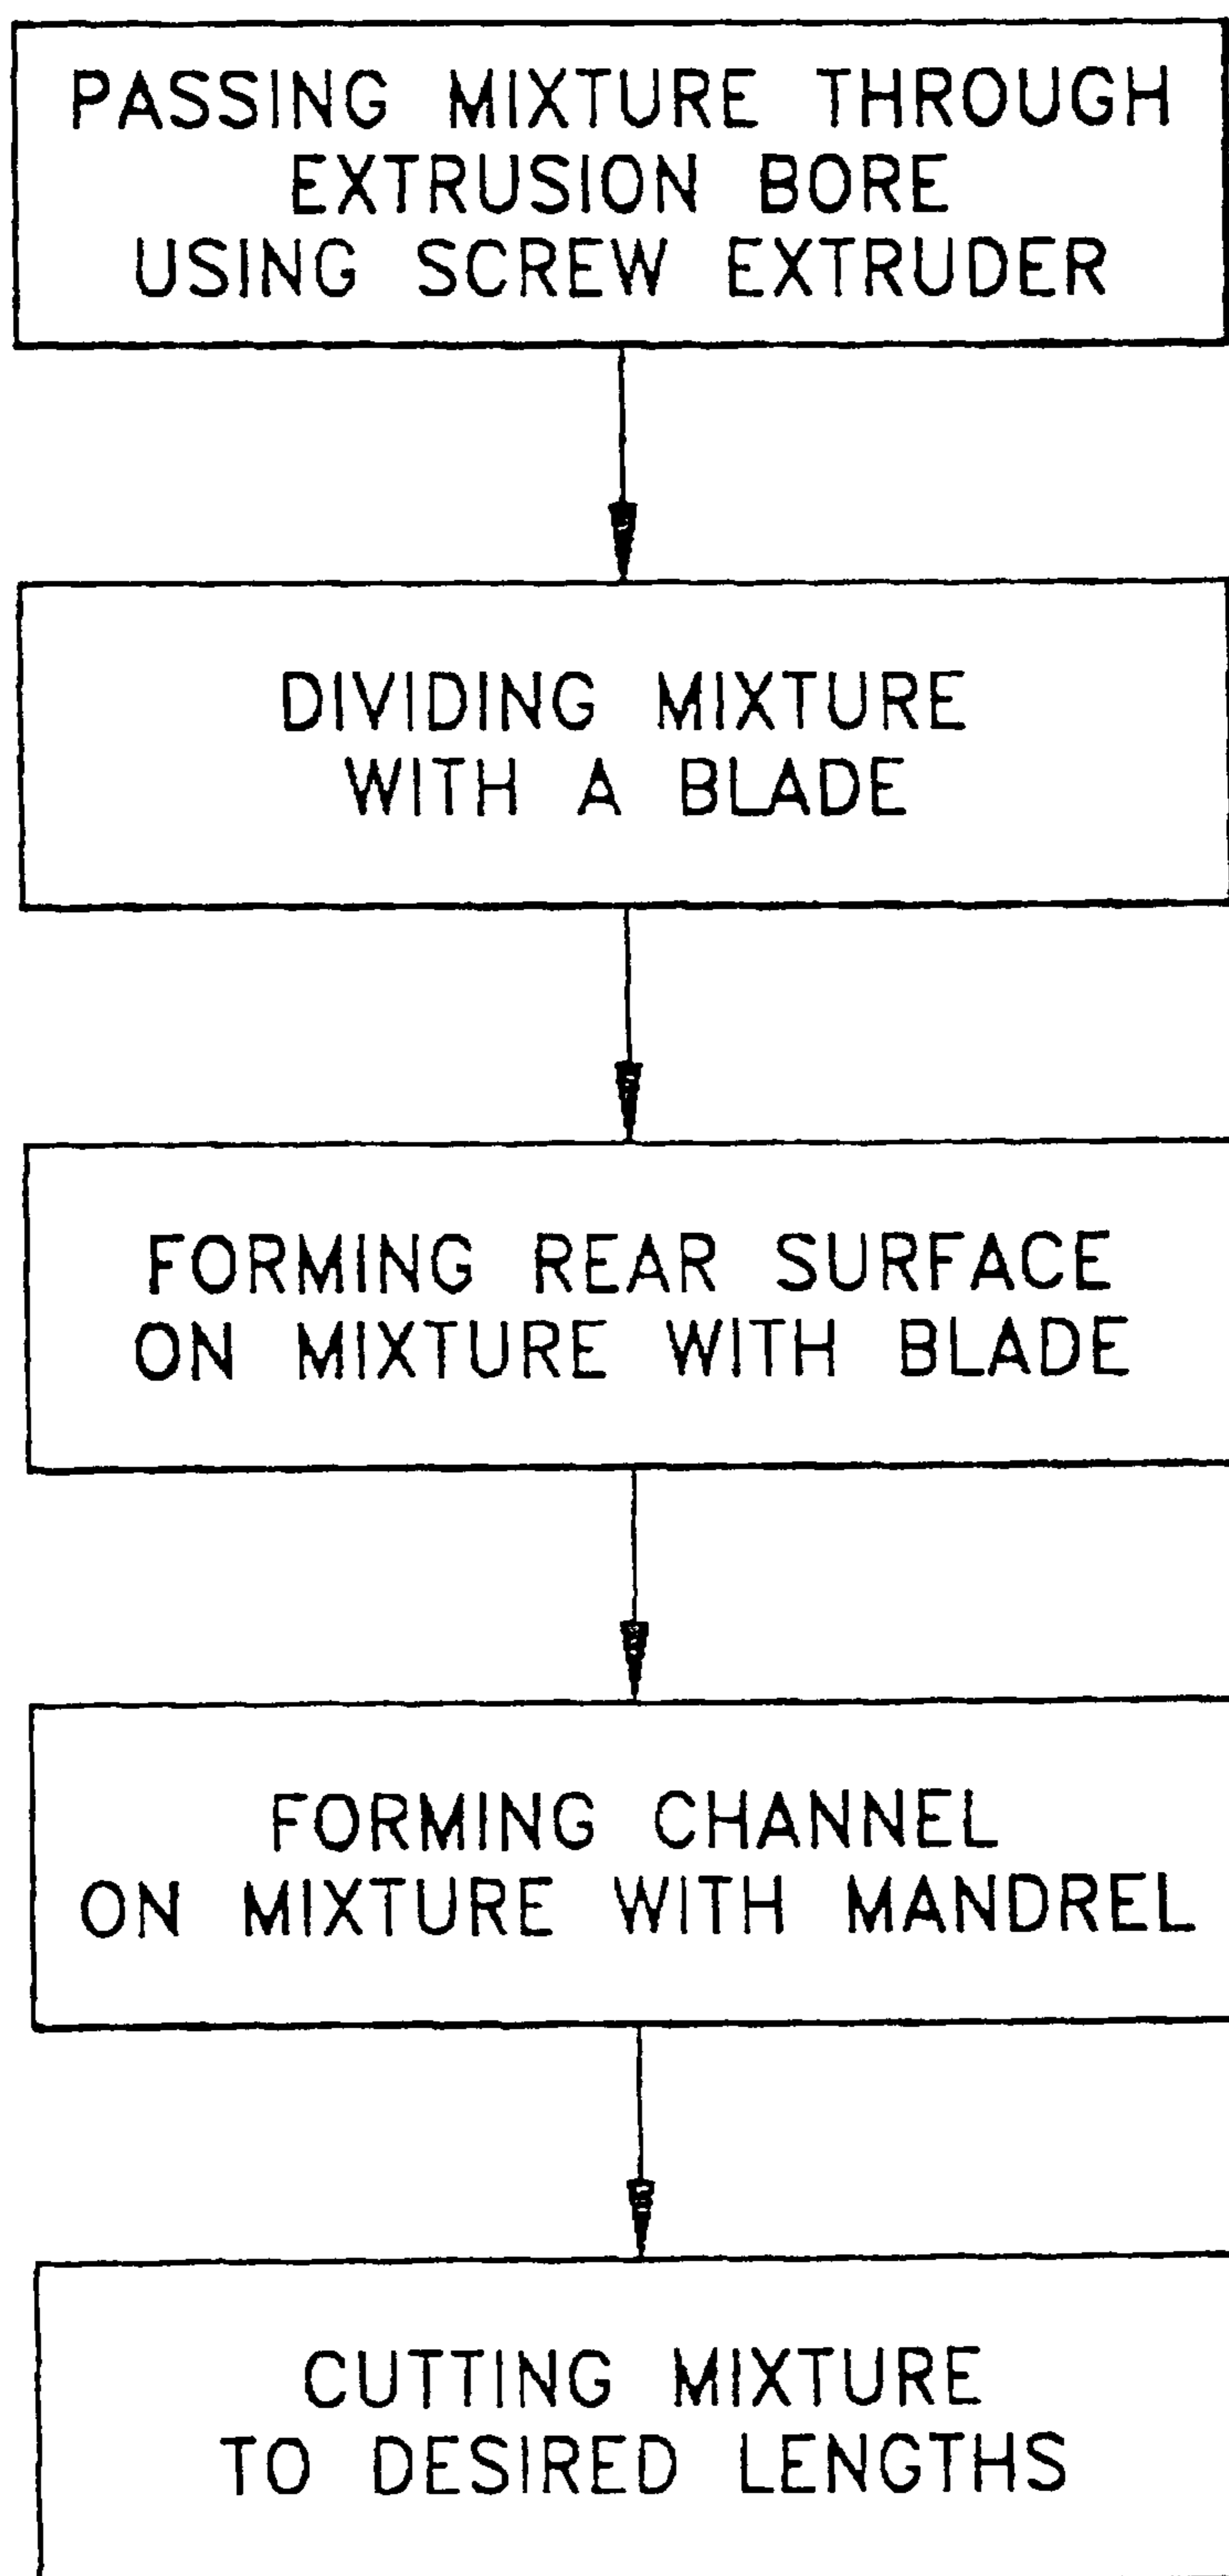 PASSING MIXTURE THROUGH
EXTRUSION BORE
USING SCREW EXTRUDER
DIVIDING MIXTURE
WITH A BLADE
FORMING REAR SURFACE
ON MIXTURE WITH BLADE
FORMING CHANNEL
ON MIXTURE WITH MANDREL
CUTTING MIXTURE
TO DESIRED LENGTHS